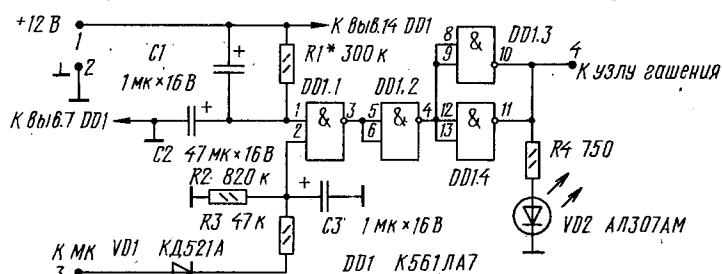 +12 В
1
К выв.14 DD1
2
C1
1 мк×16 В
+
R1* 300 к
DD1.1
DD1.2
DD1.3
8
9
&
10
4
К узлу гашения
К выв.7 DD1
+
C2 47 мк×16 В
1
2
&
3
5
6
&
4
12
13
&
11
DD1.4
R4 750
R2 820 к
R3 47 к
+
C3 1 мк×16 В
VD2 АЛ307АМ
К МК
3
VD1 КД521А
DD1 К561ЛА7